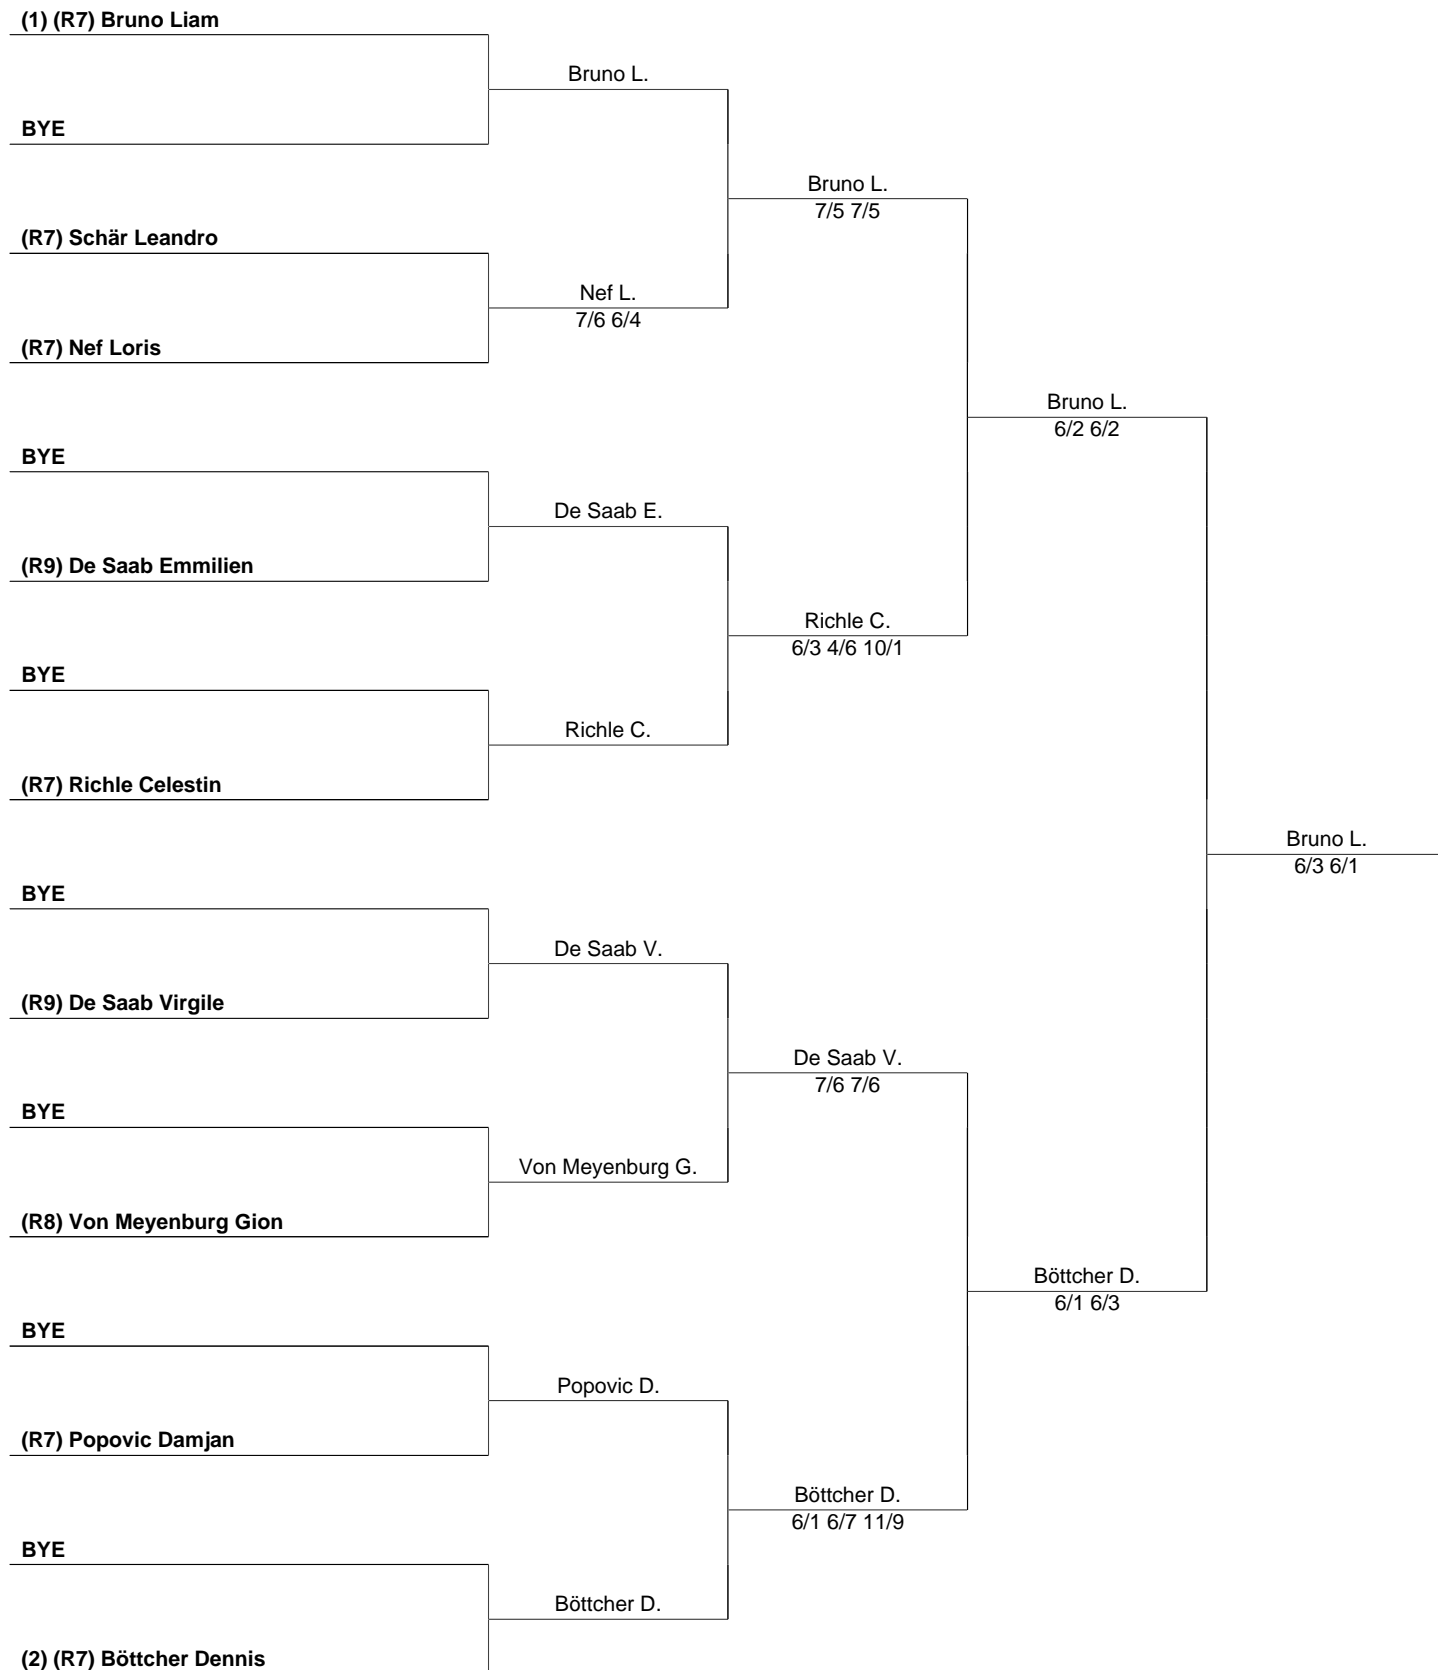 (1) (R7) Bruno Liam
Bruno L.
BYE
Bruno L.
7/5 7/5
(R7) Schär Leandro
Nef L.
7/6 6/4
(R7) Nef Loris
Bruno L.
6/2 6/2
BYE
De Saab E.
(R9) De Saab Emmilien
Richle C.
6/3 4/6 10/1
BYE
Richle C.
(R7) Richle Celestin
Bruno L.
6/3 6/1
BYE
De Saab V.
(R9) De Saab Virgile
De Saab V.
7/6 7/6
BYE
Von Meyenburg G.
(R8) Von Meyenburg Gion
Böttcher D.
6/1 6/3
BYE
Popovic D.
(R7) Popovic Damjan
Böttcher D.
6/1 6/7 11/9
BYE
Böttcher D.
(2) (R7) Böttcher Dennis